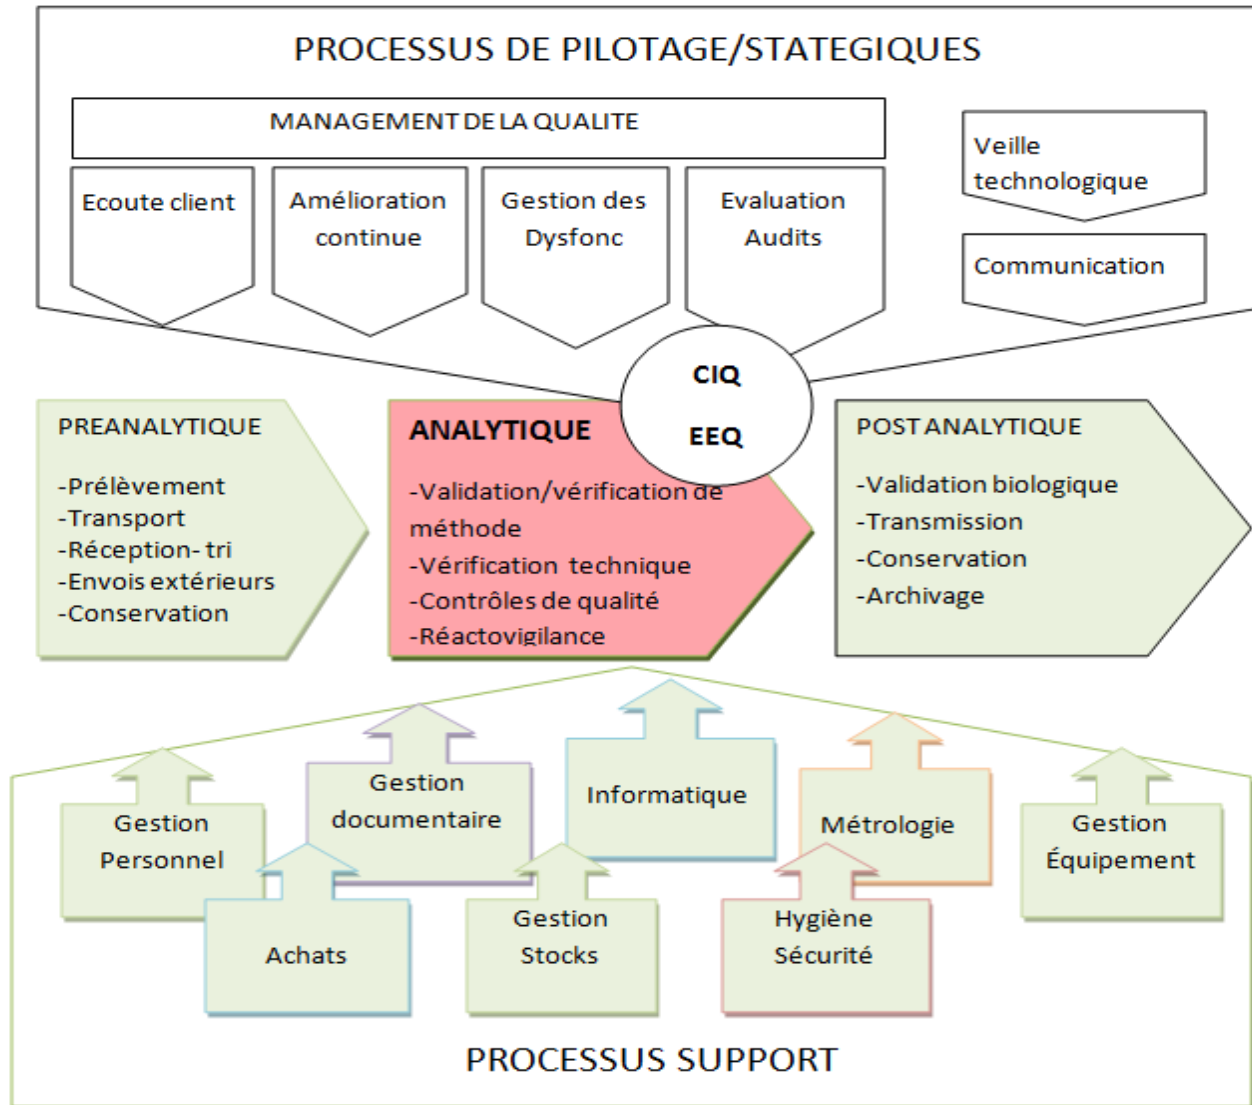 PROCESSUS DE PILOTAGE/STATEGIQUES
MANAGEMENT DE LA QUALITE
Ecoute client
Amélioration
continue
Gestion des
Dysfonc
Evaluation
Audits
Veille
technologique
Communication
CIQ
EEQ
PREANALYTIQUE
-Prélèvement
-Transport
-Réception- tri
-Envois extérieurs
-Conservation
ANALYTIQUE
-Validation/vérification de
méthode
-Vérification technique
-Contrôles de qualité
-Réactovigilance
POST ANALYTIQUE
-Validation biologique
-Transmission
-Conservation
-Archivage
Gestion
Personnel
Gestion
documentaire
Informatique
Métrologie
Gestion
Équipement
Achats
Gestion
Stocks
Hygiène
Sécurité
PROCESSUS SUPPORT